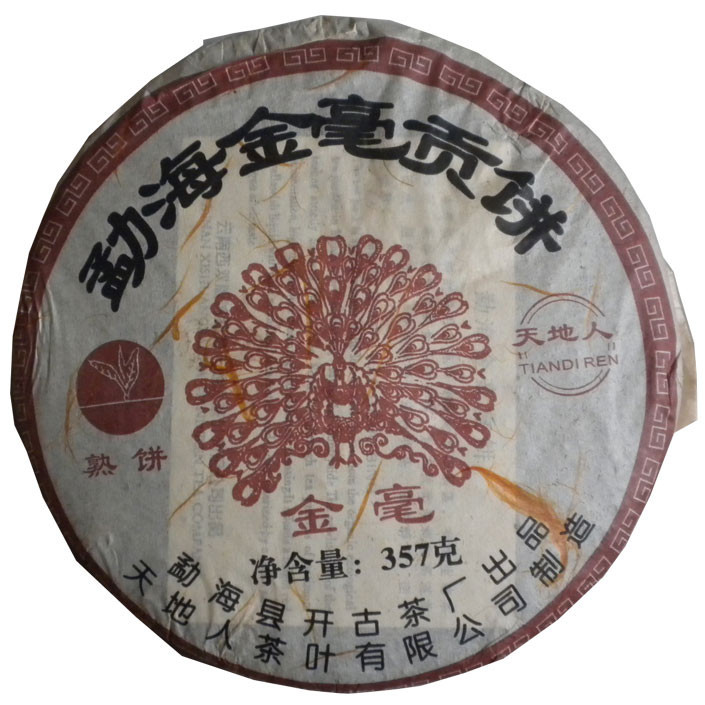 勐海金毫贡饼
天地人
"TIANDI REN"
熟饼
金毫
净含量：357克
勐海县开古茶厂出品
天地人茶叶有限公司制造